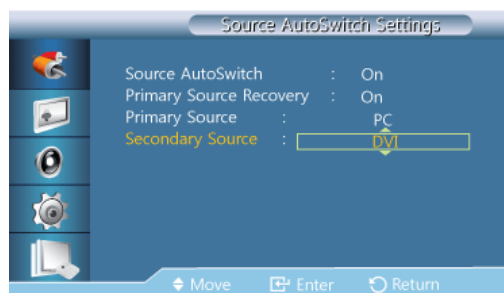 Source AutoSwitch Settings
Source AutoSwitch : On
Primary Source Recovery : On
Primary Source : PC
Secondary Source : DVI
Move Enter Return